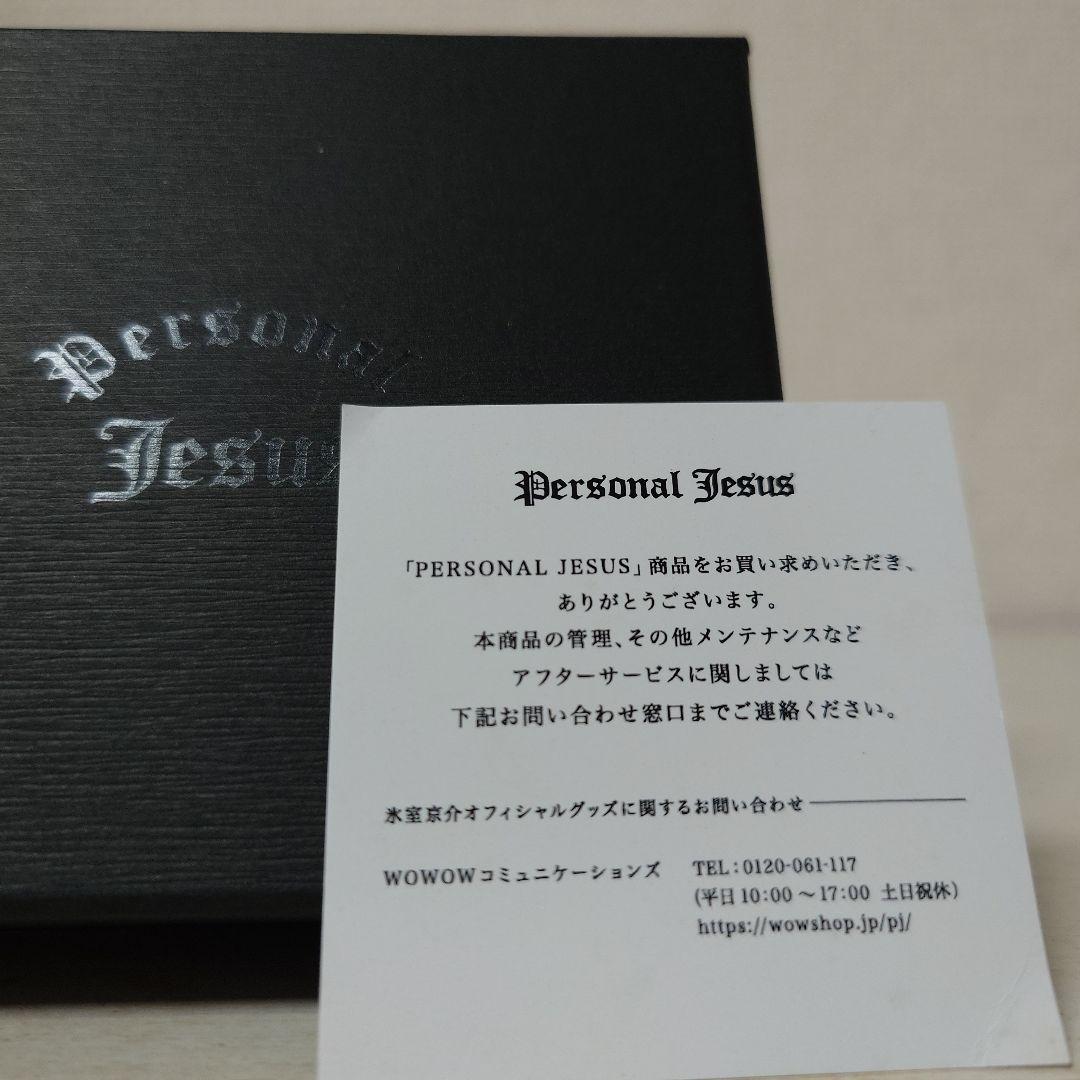 Personal
Jesus
Personal Jesus
「PERSONAL JESUS」商品をお買い求めいただき、
ありがとうございます。
本商品の管理、その他メンテナンスなど
アフターサービスに関しましては
下記お問い合わせ窓口までご連絡ください。
氷室京介オフィシャルグッズに関するお問い合わせ
WOWOWコミュニケーションズ
TEL：0120-061-117
(平日10:00～17:00 土日祝休)
https://wowshop.jp/pj/